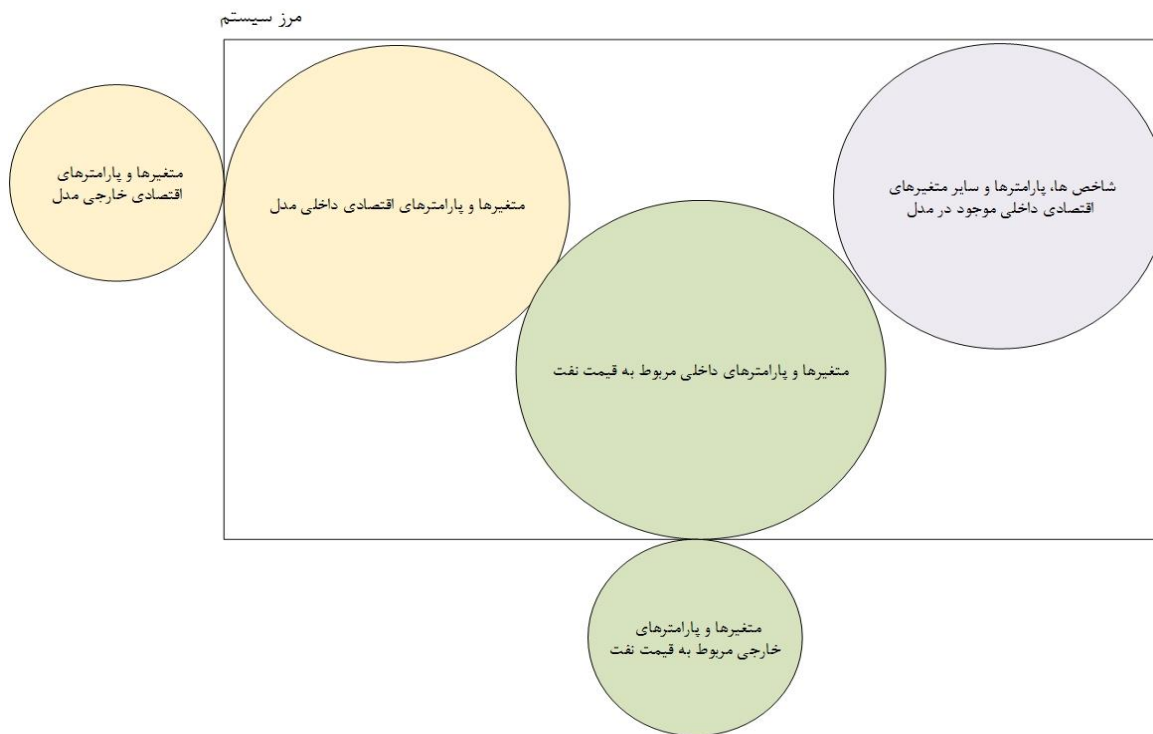 مرز سیستم
متغیرها و پارامترهای
اقتصادی خارجی مدل
متغیرها و پارامترهای اقتصادی داخلی مدل
شاخص ها، پارامترها و سایر متغیرهای
اقتصادی داخلی موجود در مدل
متغیرها و پارامترهای داخلی مربوط به قیمت نفت
متغیرها و پارامترهای
خارجی مربوط به قیمت نفت